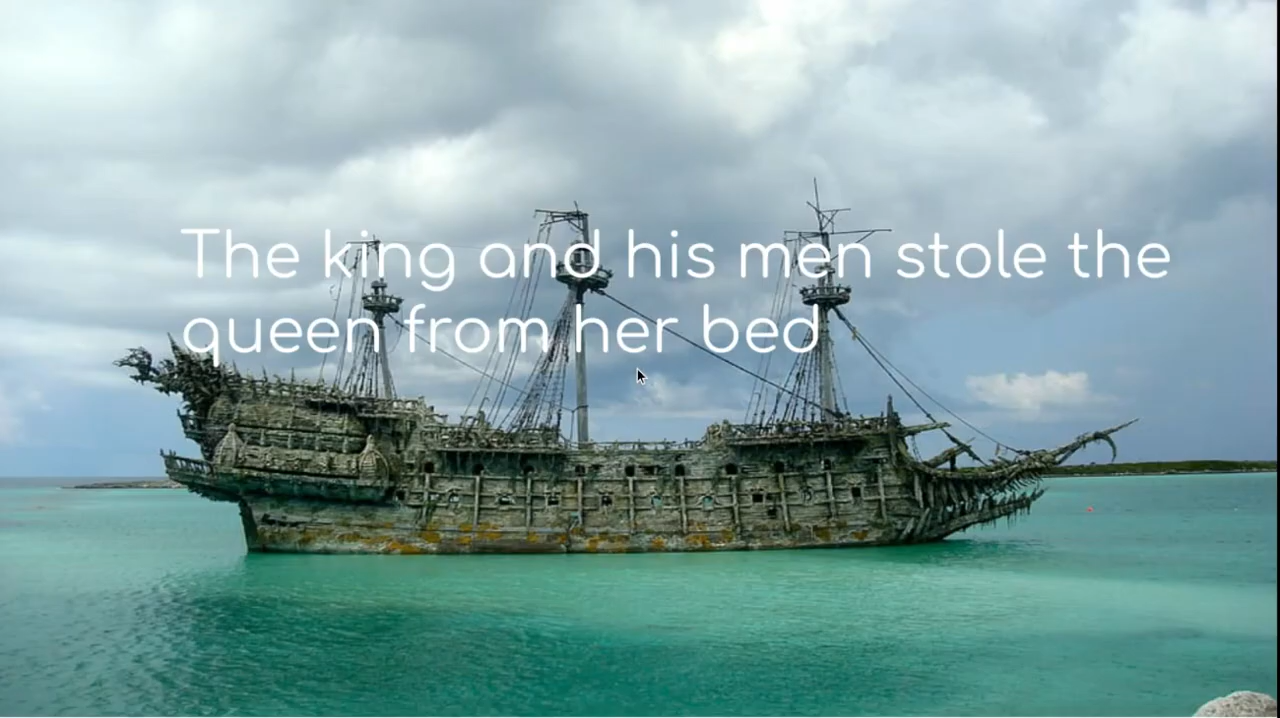 The king and his men stole the
queen from her bed